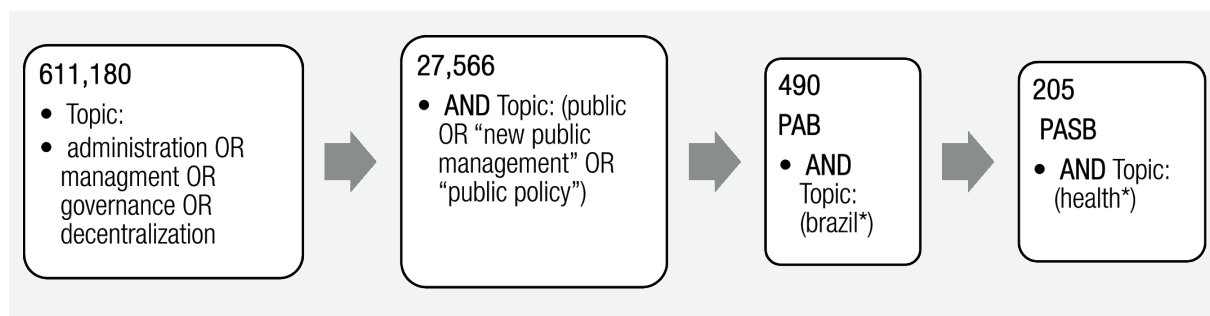 611,180
• Topic:
• administration OR
managment OR
governance OR
decentralization
27,566
• AND Topic: (public
OR “new public
management” OR
“public policy”)
490
PAB
• AND
Topic:
(brazil*)
205
PASB
• AND Topic:
(health*)